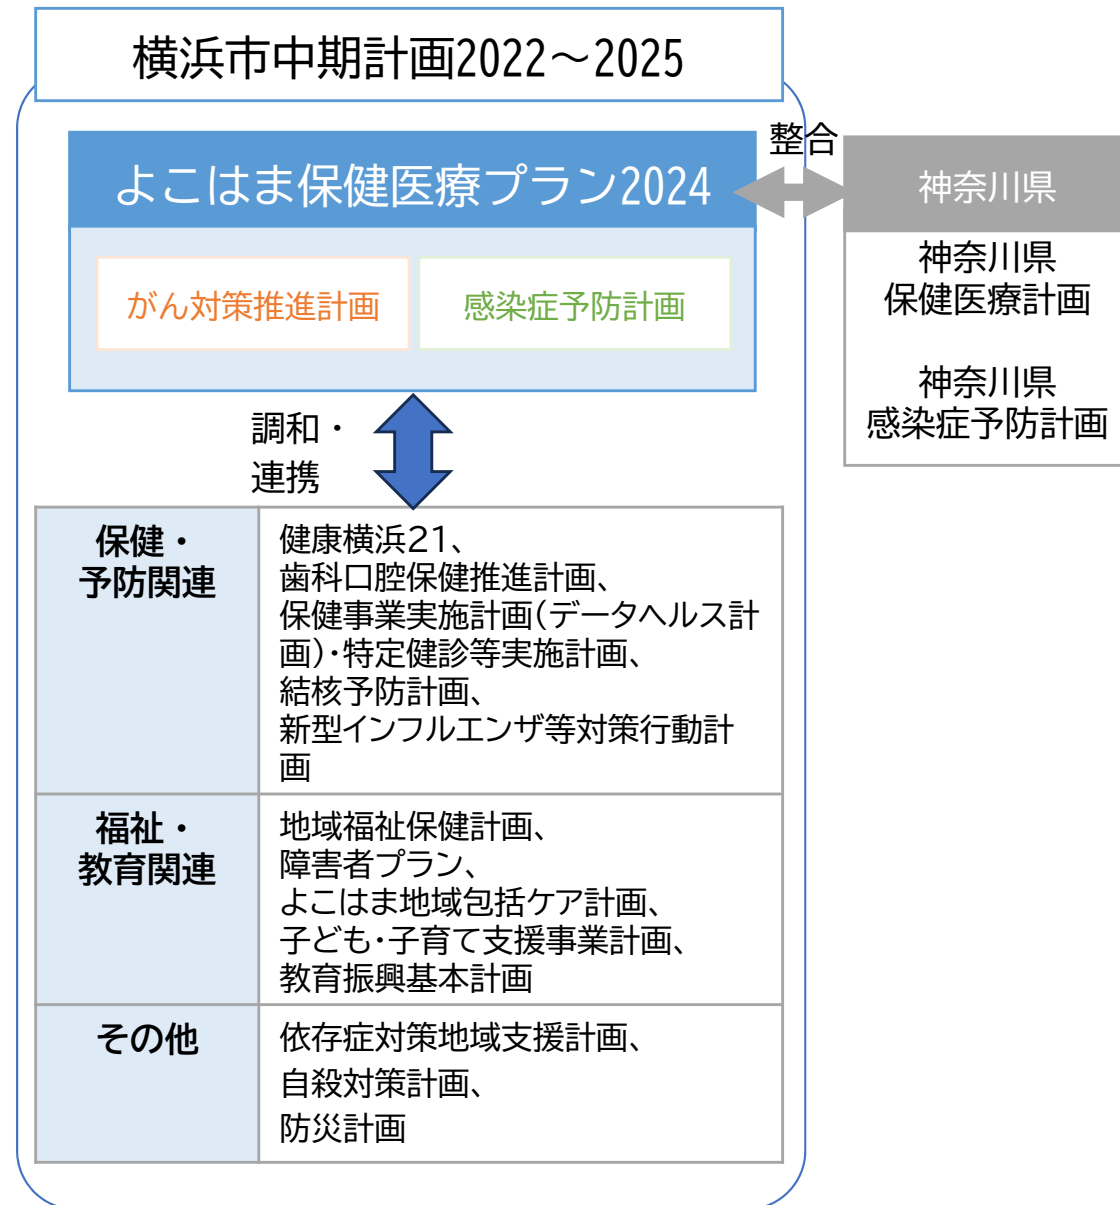 横浜市中期計画2022～2025
よこはま保健医療プラン2024
がん対策推進計画
感染症予防計画
整合
神奈川県
神奈川県
保健医療計画
神奈川県
感染症予防計画
調和・
連携
保健・
予防関連
健康横浜21、
歯科口腔保健推進計画、
保健事業実施計画(データヘルス計
画)・特定健診等実施計画、
結核予防計画、
新型インフルエンザ等対策行動計
画
福祉・
教育関連
地域福祉保健計画、
障害者プラン、
よこはま地域包括ケア計画、
子ども・子育て支援事業計画、
教育振興基本計画
その他
依存症対策地域支援計画、
自殺対策計画、
防災計画